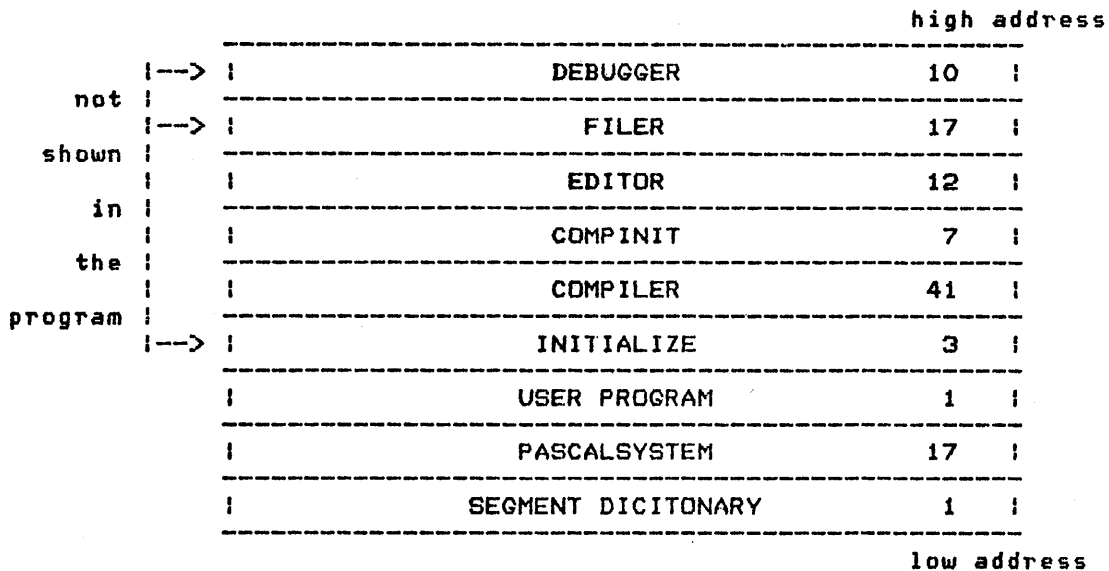 high address
|--> | DEBUGGER 10 |
not |
|--> | FILER 17 |
shown |
| | EDITOR 12 |
in |
| | COMPINIT 7 |
the |
| | COMPILER 41 |
program |
|--> | INITIALIZE 3 |
| USER PROGRAM 1 |
| PASCALSYSTEM 17 |
| SEGMENT DICITONARY 1 |
low address